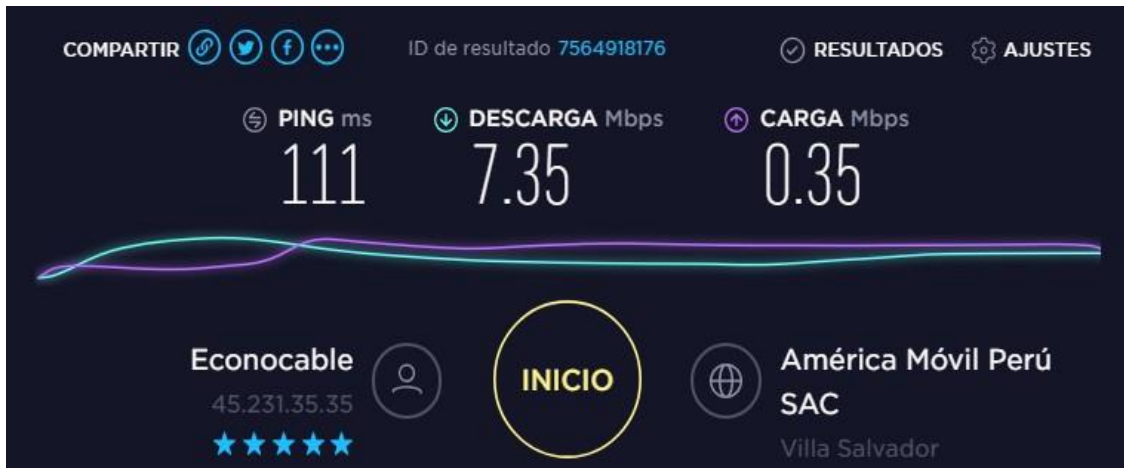 COMPARTIR ID de resultado 7564918176 RESULTADOS AJUSTES
PING ms DESCARGA Mbps CARGA Mbps
111 7.35 0.35
Econocable
45.231.35.35
INICIO
América Móvil Perú
SAC
Villa Salvador